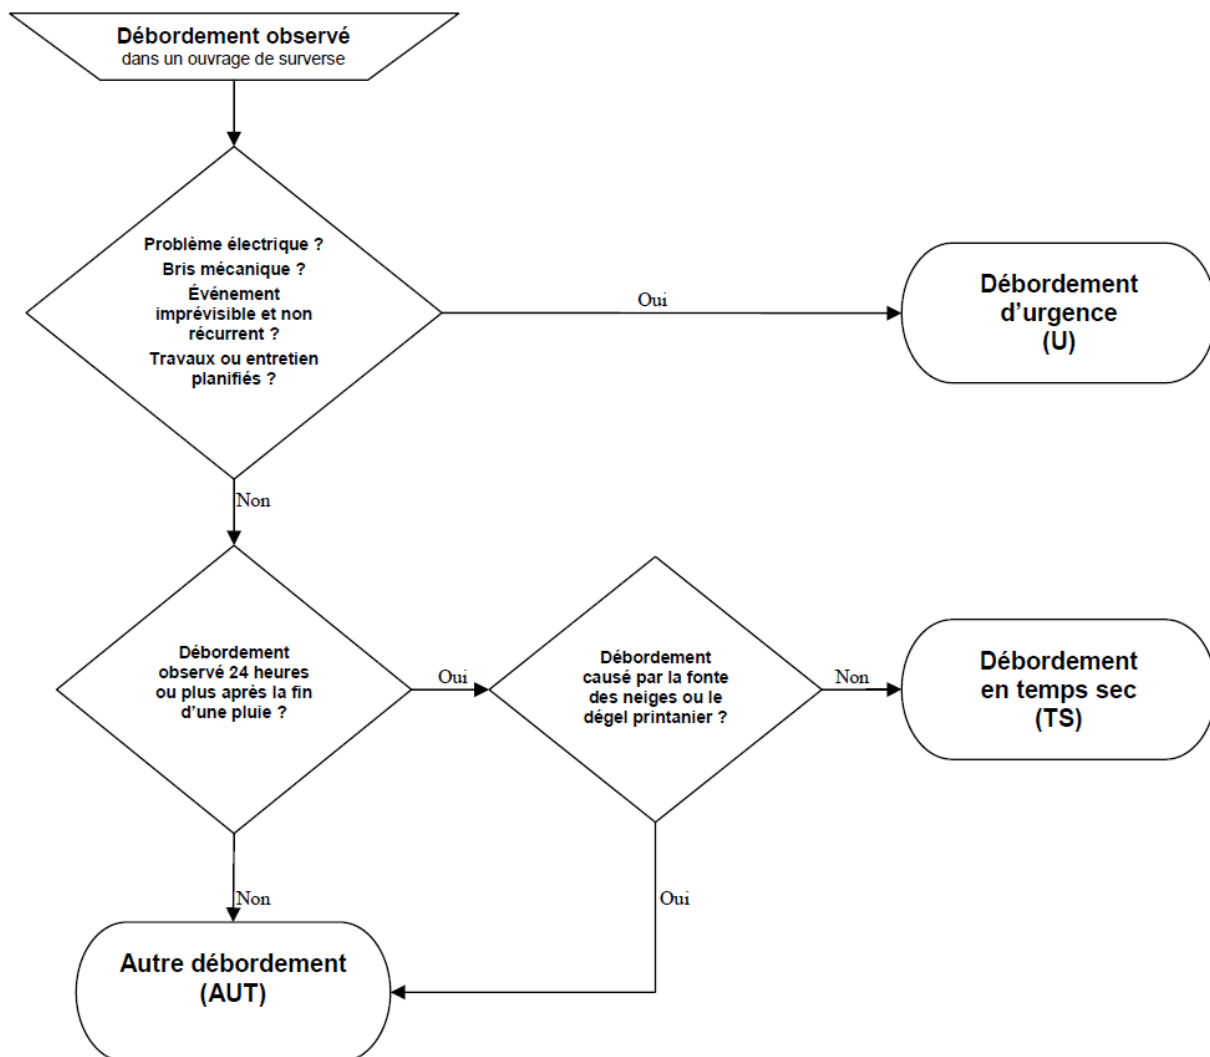 Débordement observé
dans un ouvrage de surverse
Problème électrique ?
Bris mécanique ?
Événement
imprévisible et non
récurrent ?
Travaux ou entretien
planifiés ?
Oui
Débordement
d'urgence
(U)
Non
Débordement
observé 24 heures
ou plus après la fin
d'une pluie ?
Oui
Débordement
causé par la fonte
des neiges ou le
dégel printanier ?
Non
Débordement
en temps sec
(TS)
Non
Oui
Autre débordement
(AUT)